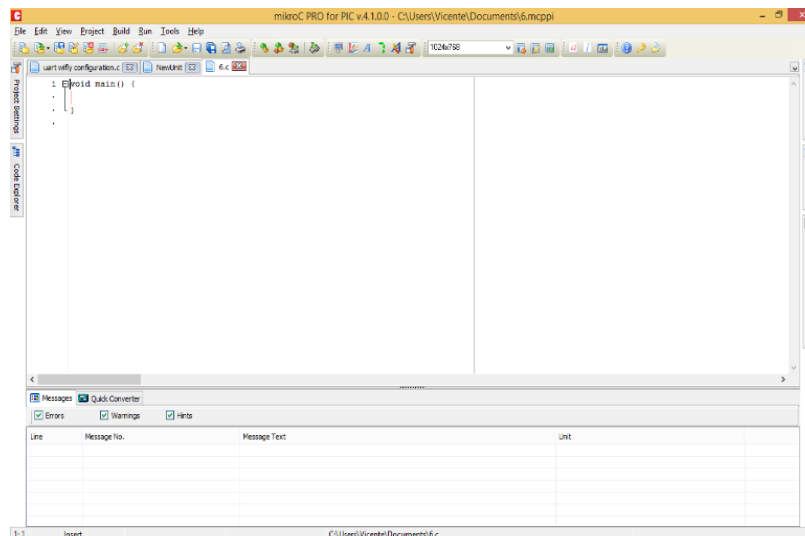 mikroC PRO for PIC v.4.1.0.0 - C:\Users\Vicente\Documents\6.mcppi
File Edit View Project Build Run Tools Help
1024x768
uart wifly configuration.c NewUnit 6.c
Project Settings
Code Explorer
1 void main() {
}
Messages Quick Converter
Errors Warnings Hints
Line Message No. Message Text Unit
1:1 Insert C:\Users\Vicente\Documents\6.c